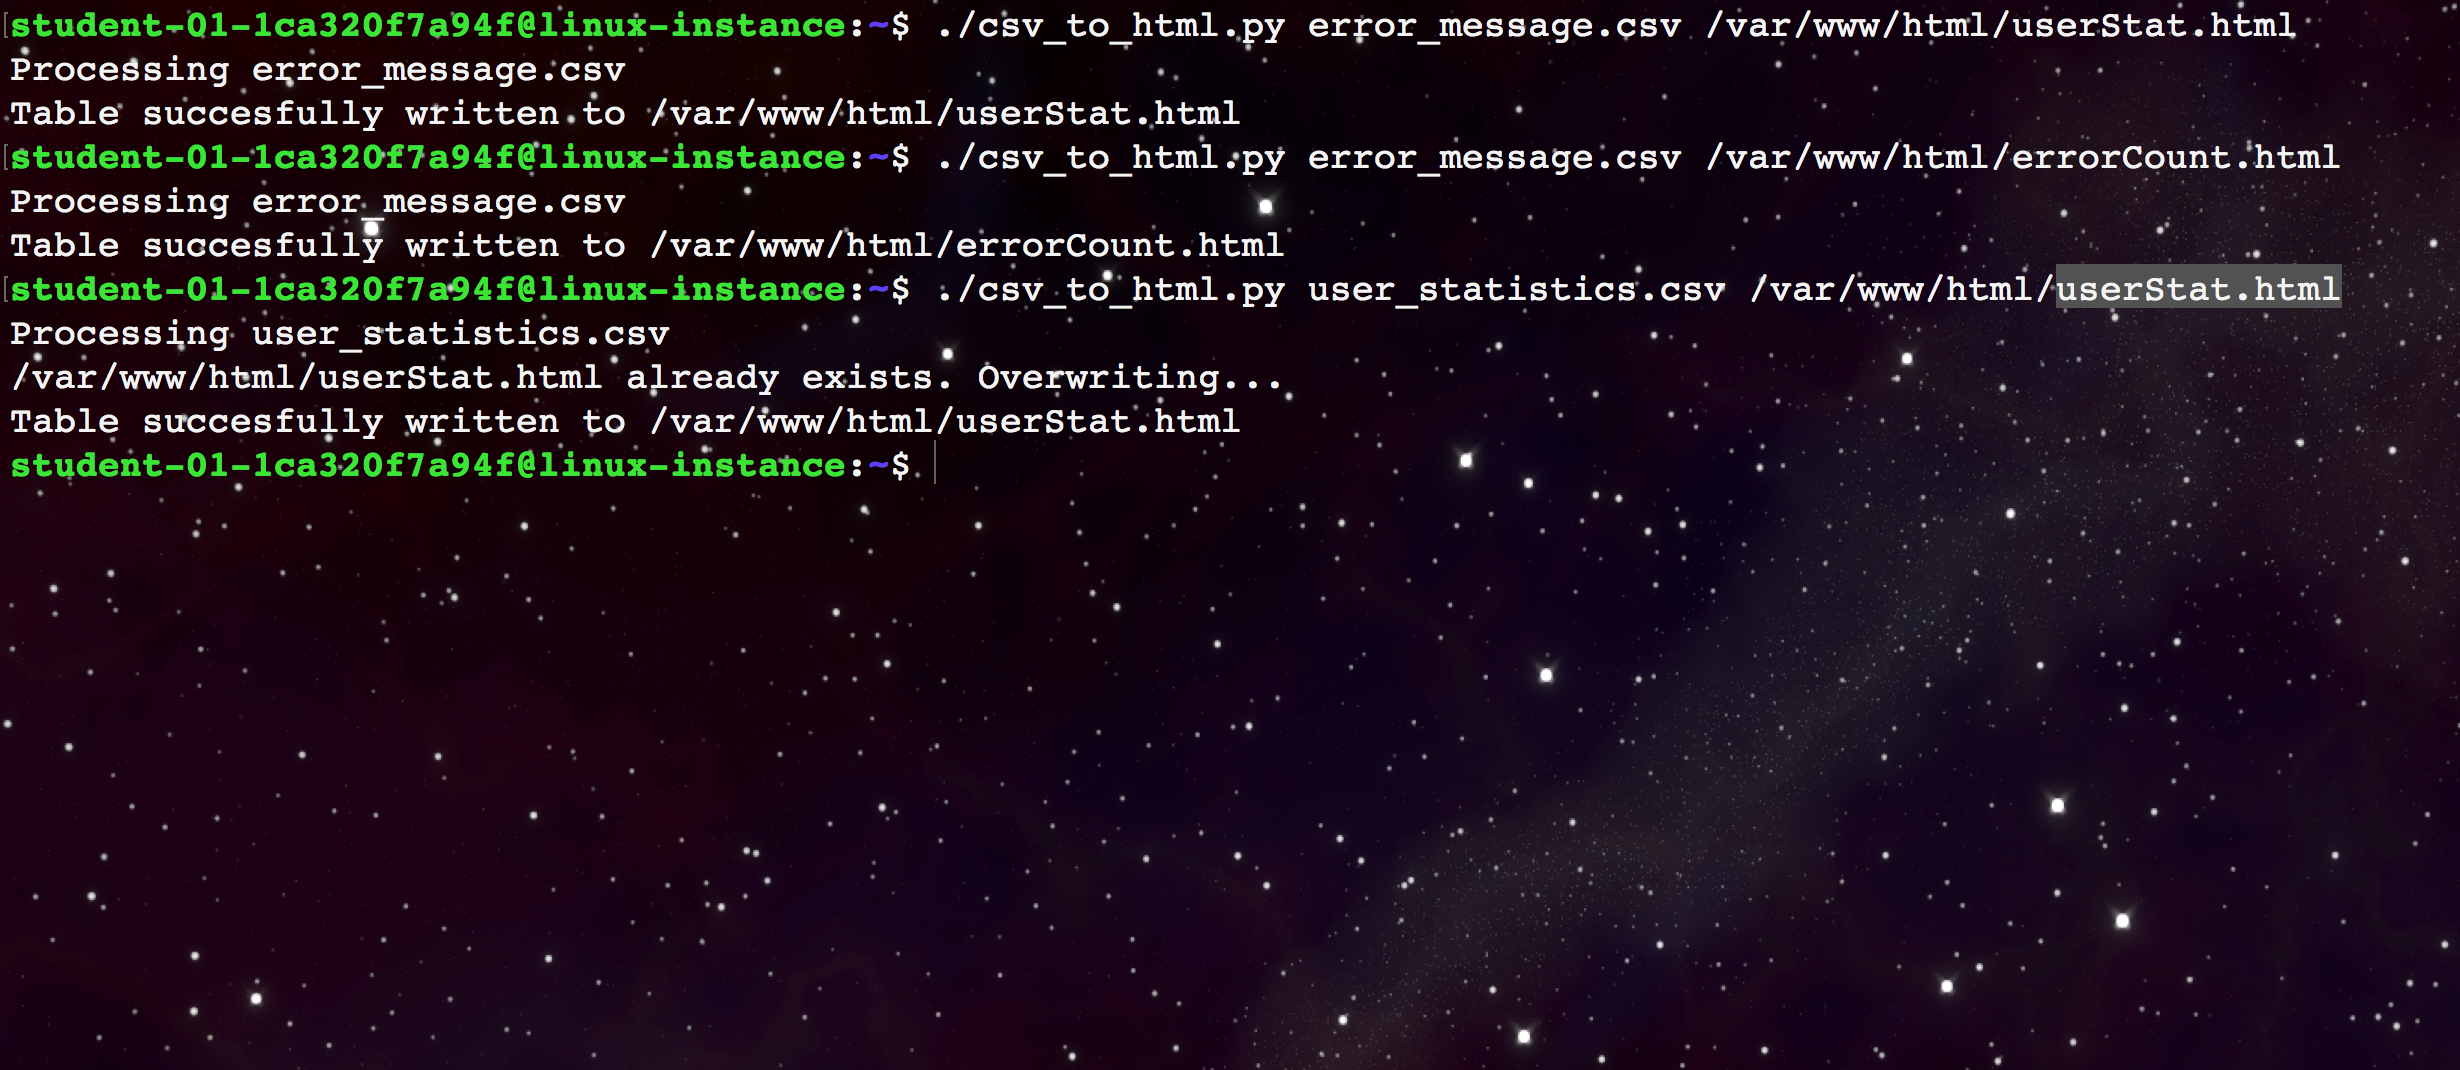 student-01-1ca320f7a94f@linux-instance:~$ ./csv_to_html.py error_message.csv /var/www/html/userStat.html
Processing error_message.csv
Table succesfully written to /var/www/html/userStat.html
student-01-1ca320f7a94f@linux-instance:~$ ./csv_to_html.py error_message.csv /var/www/html/errorCount.html
Processing error_message.csv
Table succesfully written to /var/www/html/errorCount.html
student-01-1ca320f7a94f@linux-instance:~$ ./csv_to_html.py user_statistics.csv /var/www/html/userStat.html
Processing user_statistics.csv
/var/www/html/userStat.html already exists. Overwriting...
Table succesfully written to /var/www/html/userStat.html
student-01-1ca320f7a94f@linux-instance:~$